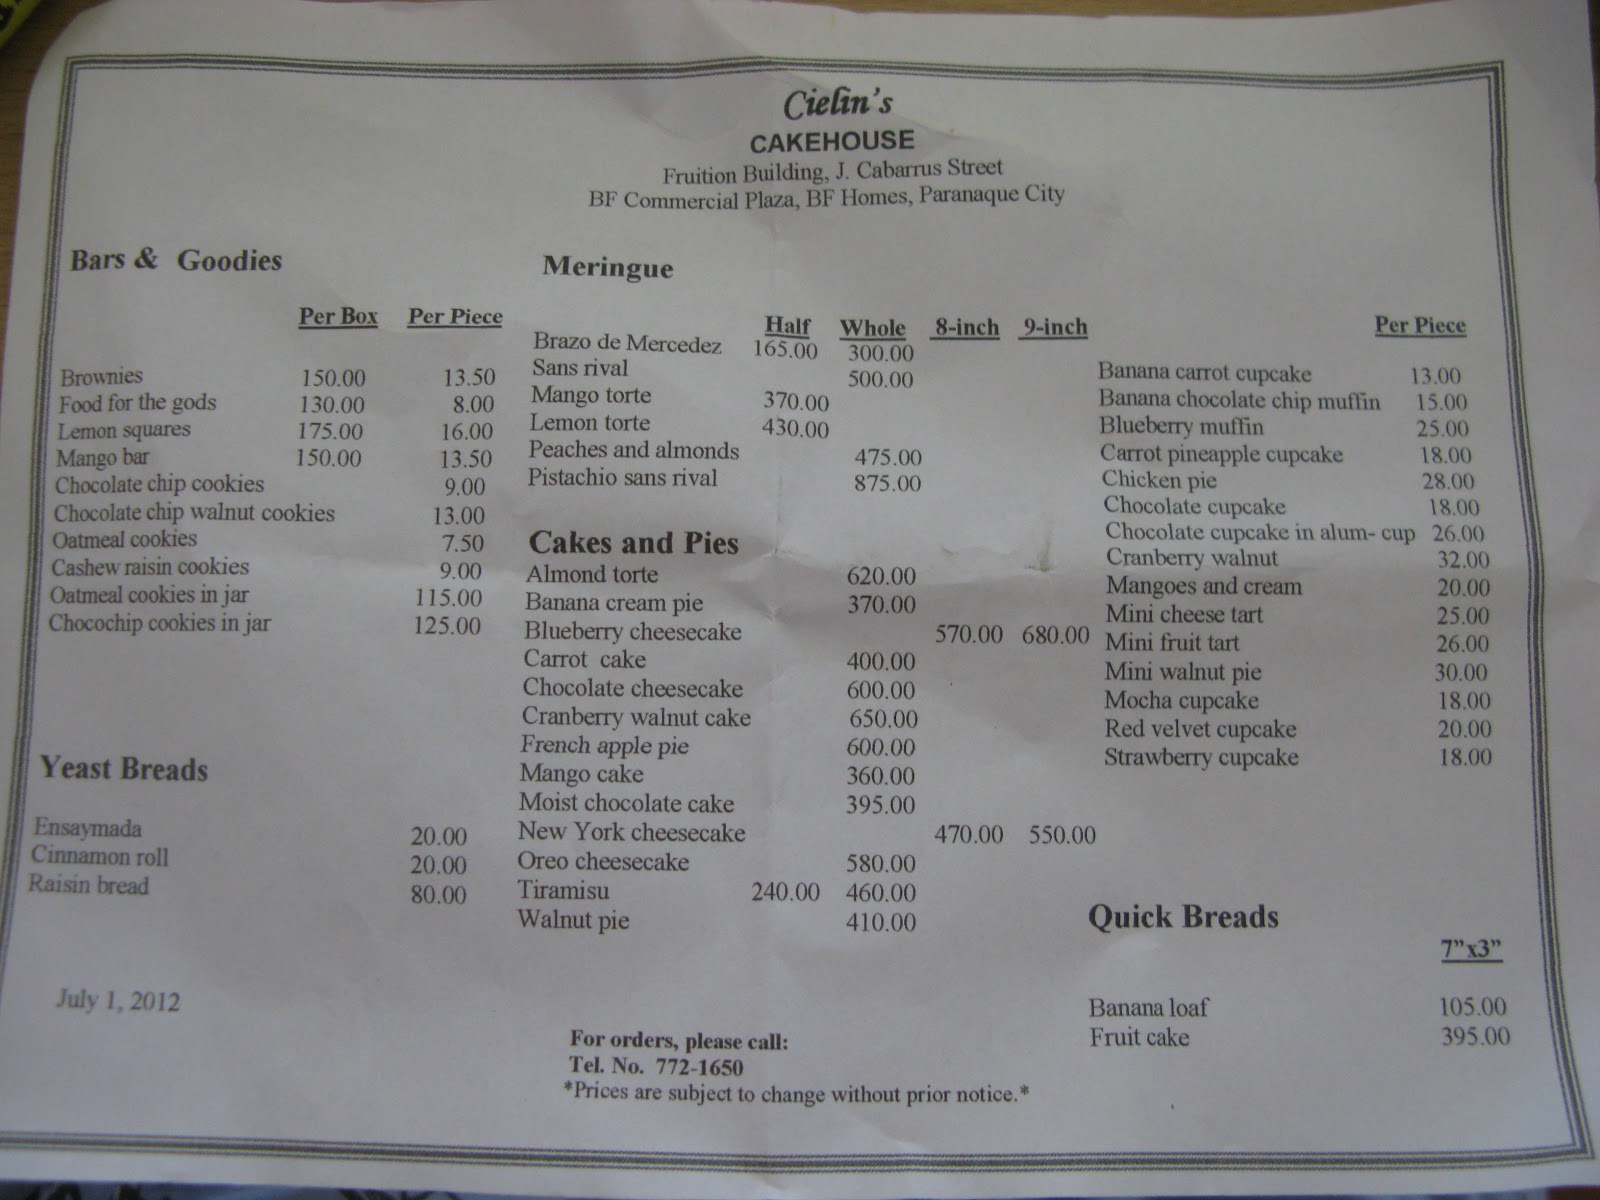 Cielin's
CAKEHOUSE
Fruition Building, J. Cabarrus Street
BF Commercial Plaza, BF Homes, Paranaque City
Bars & Goodies
Per Box Per Piece
Brownies 150.00 13.50
Food for the gods 130.00 8.00
Lemon squares 175.00 16.00
Mango bar 150.00 13.50
Chocolate chip cookies 9.00
Chocolate chip walnut cookies 13.00
Oatmeal cookies 7.50
Cashew raisin cookies 9.00
Oatmeal cookies in jar 115.00
Chocochip cookies in jar 125.00
Yeast Breads
Ensaymada 20.00
Cinnamon roll 20.00
Raisin bread 80.00
July 1, 2012
Meringue
Half Whole 8-inch 9-inch
Brazo de Mercedez 165.00 300.00
Sans rival 500.00
Mango torte 370.00
Lemon torte 430.00
Peaches and almonds 475.00
Pistachio sans rival 875.00
Cakes and Pies
Almond torte 620.00
Banana cream pie 370.00
Blueberry cheesecake 570.00 680.00
Carrot cake 400.00
Chocolate cheesecake 600.00
Cranberry walnut cake 650.00
French apple pie 600.00
Mango cake 360.00
Moist chocolate cake 395.00
New York cheesecake 470.00 550.00
Oreo cheesecake 580.00
Tiramisu 240.00 460.00
Walnut pie 410.00
For orders, please call:
Tel. No. 772-1650
*Prices are subject to change without prior notice.*
Per Piece
Banana carrot cupcake 13.00
Banana chocolate chip muffin 15.00
Blueberry muffin 25.00
Carrot pineapple cupcake 18.00
Chicken pie 28.00
Chocolate cupcake 18.00
Chocolate cupcake in alum- cup 26.00
Cranberry walnut 32.00
Mangoes and cream 20.00
Mini cheese tart 25.00
Mini fruit tart 26.00
Mini walnut pie 30.00
Mocha cupcake 18.00
Red velvet cupcake 20.00
Strawberry cupcake 18.00
Quick Breads
7”x3”
Banana loaf 105.00
Fruit cake 395.00